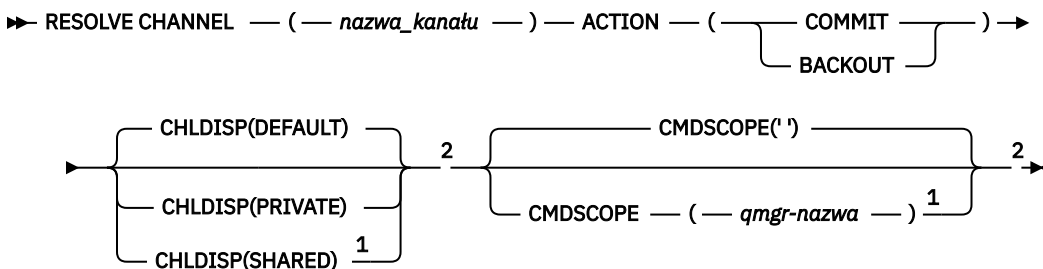 RESOLVE CHANNEL ( nazwa_kanału ) ACTION ( COMMIT )
BACKOUT
CHLDISP(DEFAULT) 2 CMDSCOPE(' ') 2
CHLDISP(PRIVATE) CMDSCOPE ( qmgr-nazwa ) 1
CHLDISP(SHARED) 1